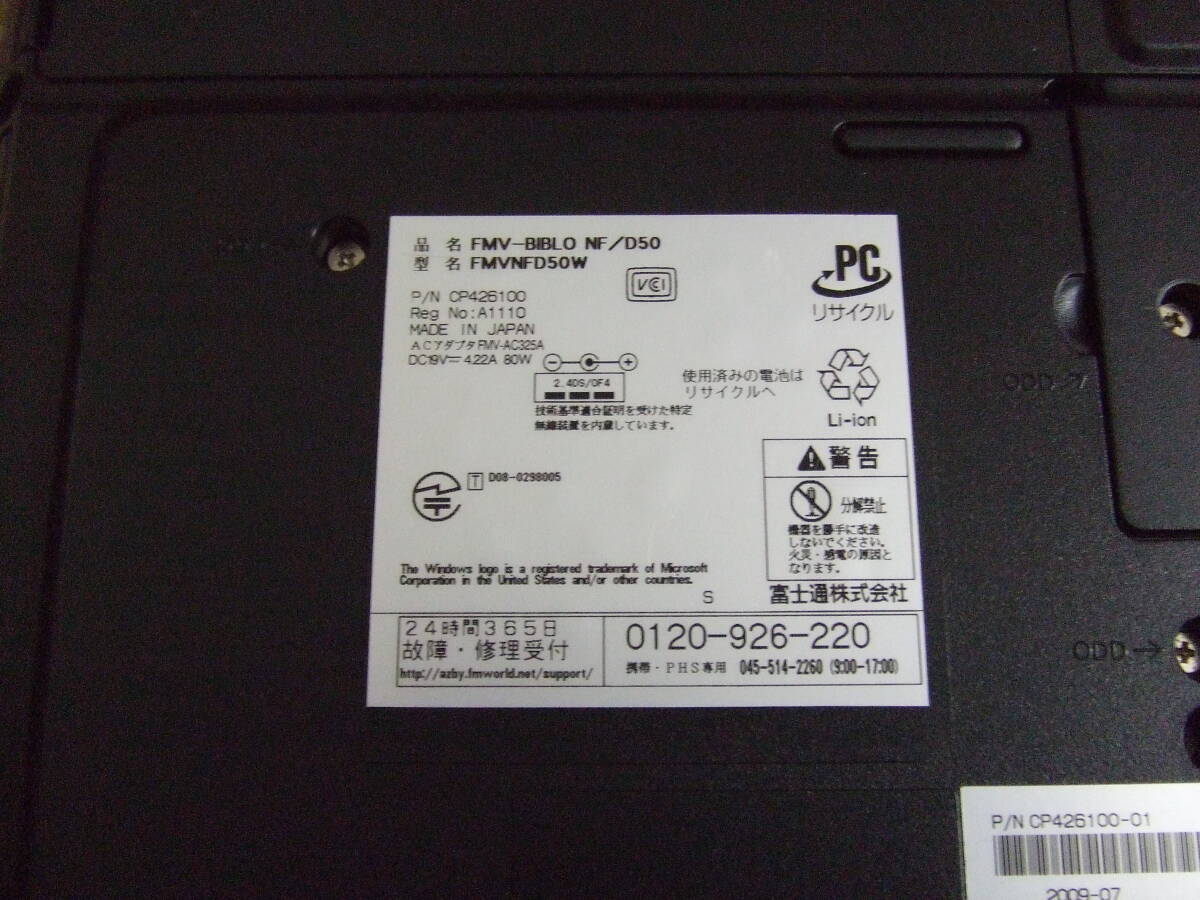 品 名 FMV-BIBLO NF/D50
型 名 FMVNFD50W
VCCI
P/N CP426100
Reg No:A1110
MADE IN JAPAN
ACアダプタ FMV-AC325A
DC19V 4.22A 80W
2.4DS/OF4
技術基準適合証明を受けた特定
無線装置を内蔵しています。
PC
リサイクル
使用済みの電池は
リサイクルへ
Li-ion
T D08-0298005
警告
分解禁止
機器を勝手に改造
しないでください。
火災・感電の原因と
なります。
The Windows logo is a registered trademark of Microsoft
Corporation in the United States and/or other countries.
S
富士通株式会社
24時間365日
故障・修理受付
http://azby.fmworld.net/support/
0120-926-220
携帯・PHS専用 045-514-2260 (9:00-17:00)
ODD
ODD→
P/N CP426100-01
2009-07